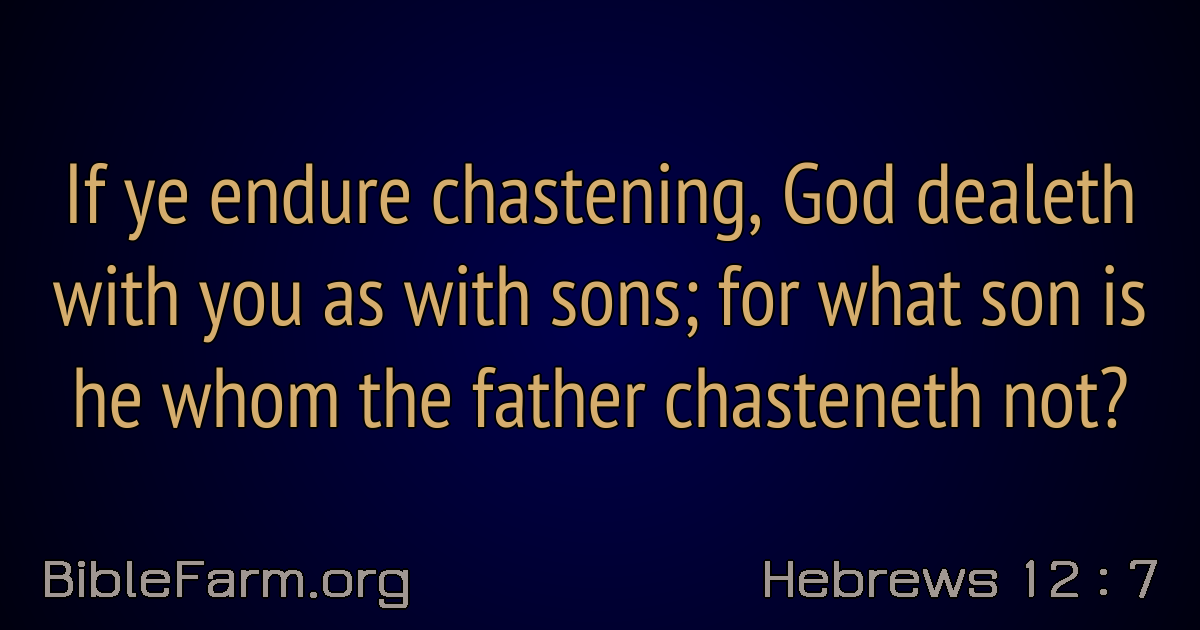 If ye endure chastening, God dealeth
with you as with sons; for what son is
he whom the father chasteneth not?
BibleFarm.org
Hebrews 12 : 7